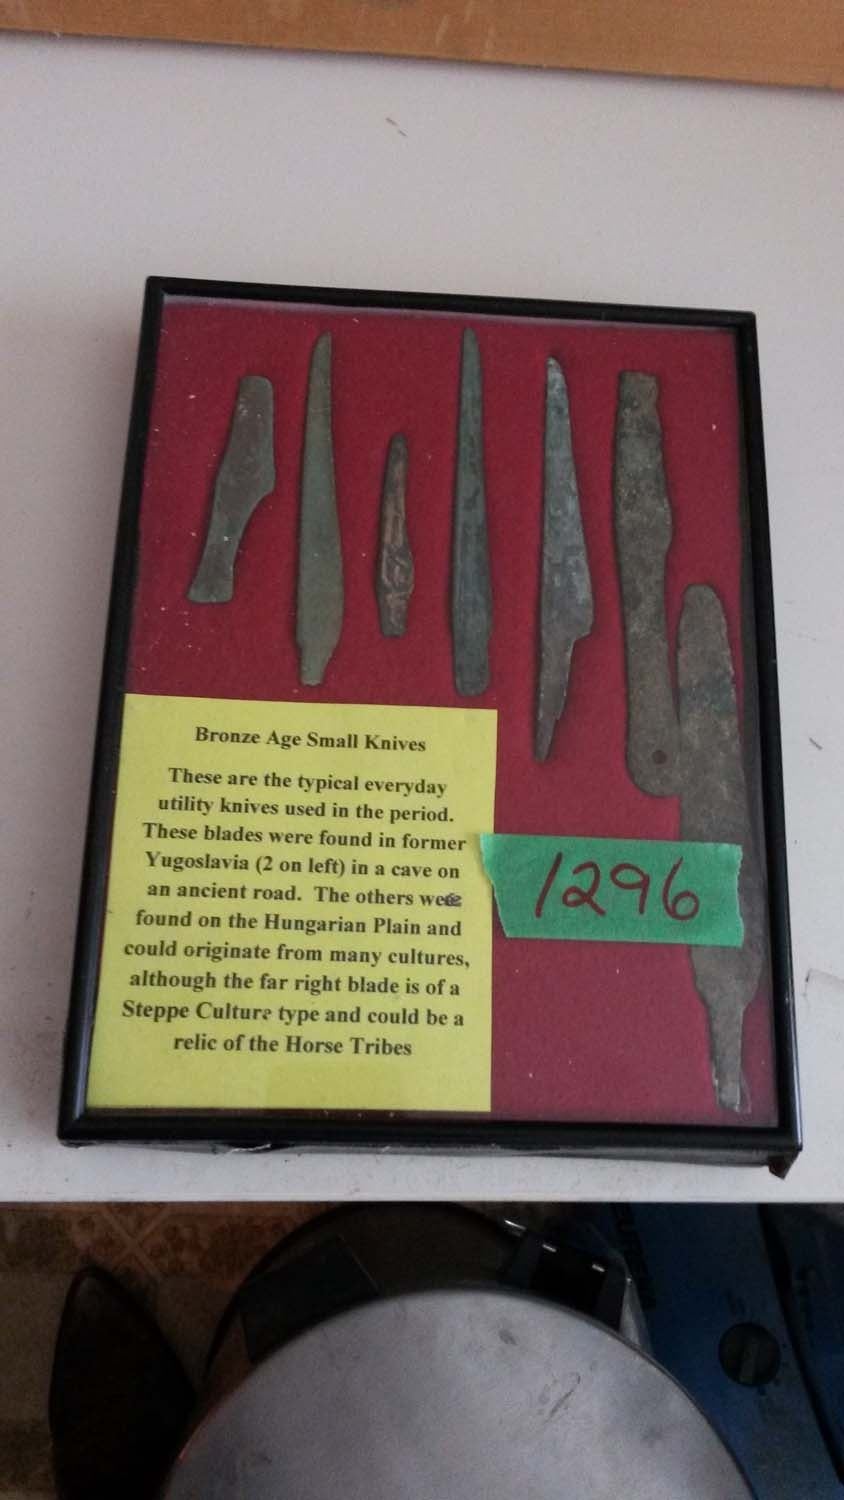 Bronze Age Small Knives
These are the typical everyday
utility knives used in the period.
These blades were found in former
Yugoslavia (2 on left) in a cave on
an ancient road. The others were
found on the Hungarian Plain and
could originate from many cultures,
although the far right blade is of a
Steppe Culture type and could be a
relic of the Horse Tribes
1296